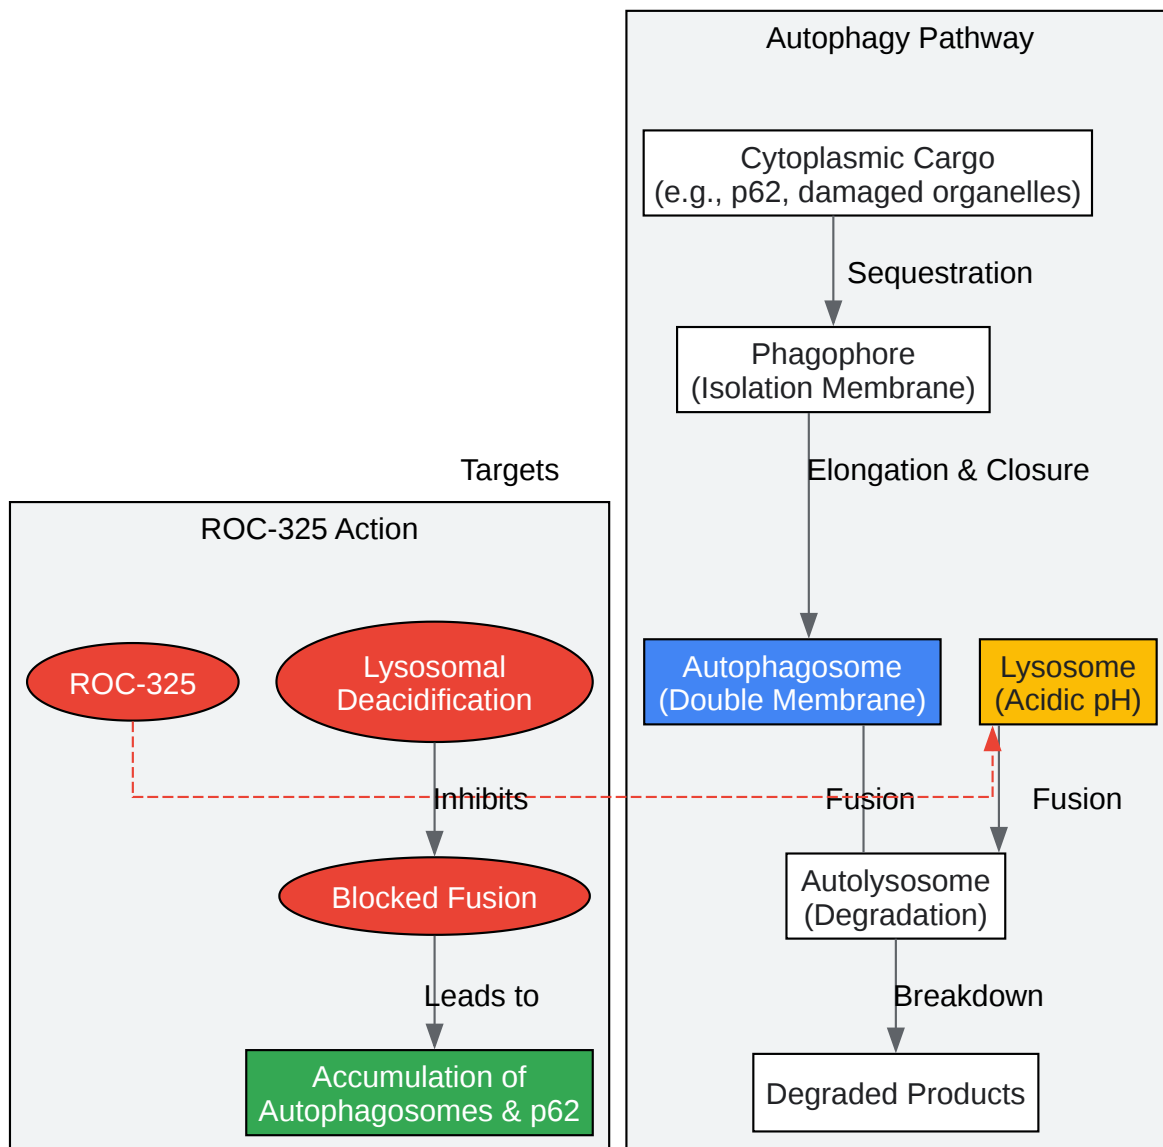 Autophagy Pathway
Cytoplasmic Cargo
(e.g., p62, damaged organelles)
Sequestration
Phagophore
(Isolation Membrane)
Elongation & Closure
Targets
ROC-325 Action
ROC-325
Lysosomal
Deacidification
Autophagosome
(Double Membrane)
Lysosome
(Acidic pH)
Inhibits
Fusion
Fusion
Blocked Fusion
Autolysosome
(Degradation)
Leads to
Breakdown
Accumulation of
Autophagosomes & p62
Degraded Products